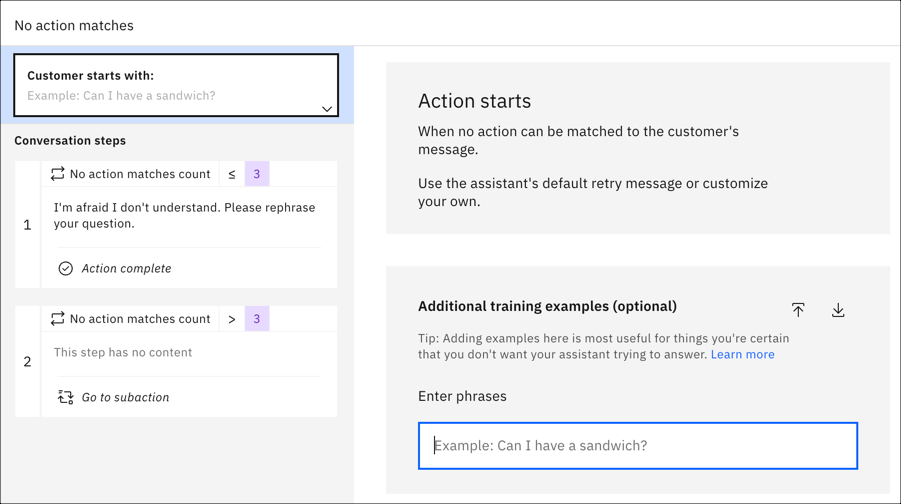 No action matches
Customer starts with:
Example: Can I have a sandwich?
Conversation steps
1
No action matches count ≤ 3
I'm afraid I don't understand. Please rephrase
your question.
Action complete
2
No action matches count > 3
This step has no content
Go to subaction
Action starts
When no action can be matched to the customer's
message.
Use the assistant's default retry message or customize
your own.
Additional training examples (optional)
Tip: Adding examples here is most useful for things you're certain
that you don't want your assistant trying to answer. Learn more
Enter phrases
Example: Can I have a sandwich?